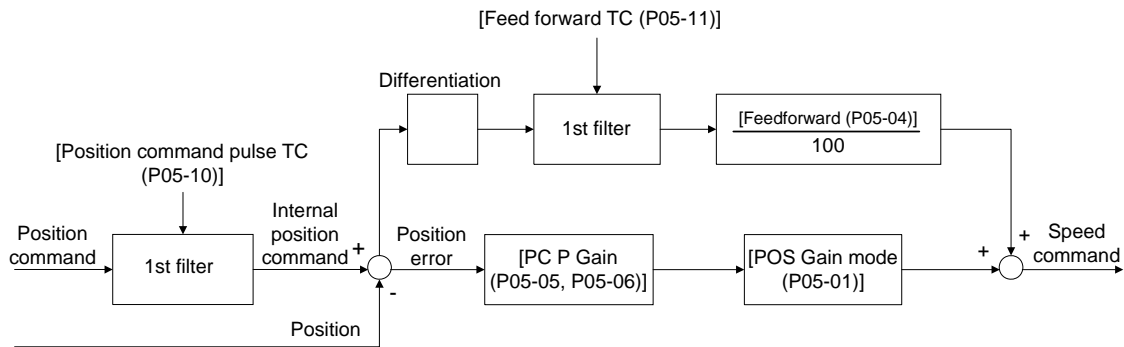 [Feed forward TC (P05-11)]
Differentiation
1st filter
[Feedforward (P05-04)]
100
[Position command pulse TC
(P05-10)]
Position
command
1st filter
Internal
position
command
+
-
Position
error
[PC P Gain
(P05-05, P05-06)]
[POS Gain mode
(P05-01)]
+
+
Speed
command
Position